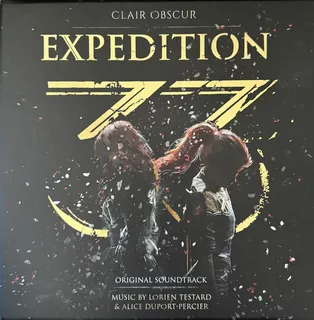 CLAIR OBSCUR
EXPEDITION
33
ORIGINAL SOUNDTRACK
MUSIC BY LORIEN TESTARD
& ALICE DUPORT-PERCIER